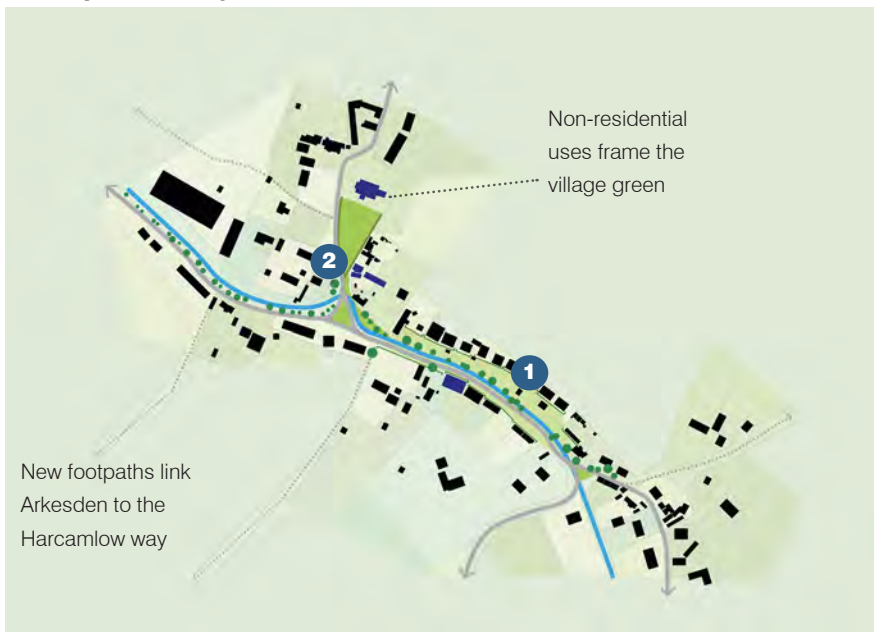 Non-residential
uses frame the
village green
2
1
New footpaths link
Arkesden to the
Harcamlow way